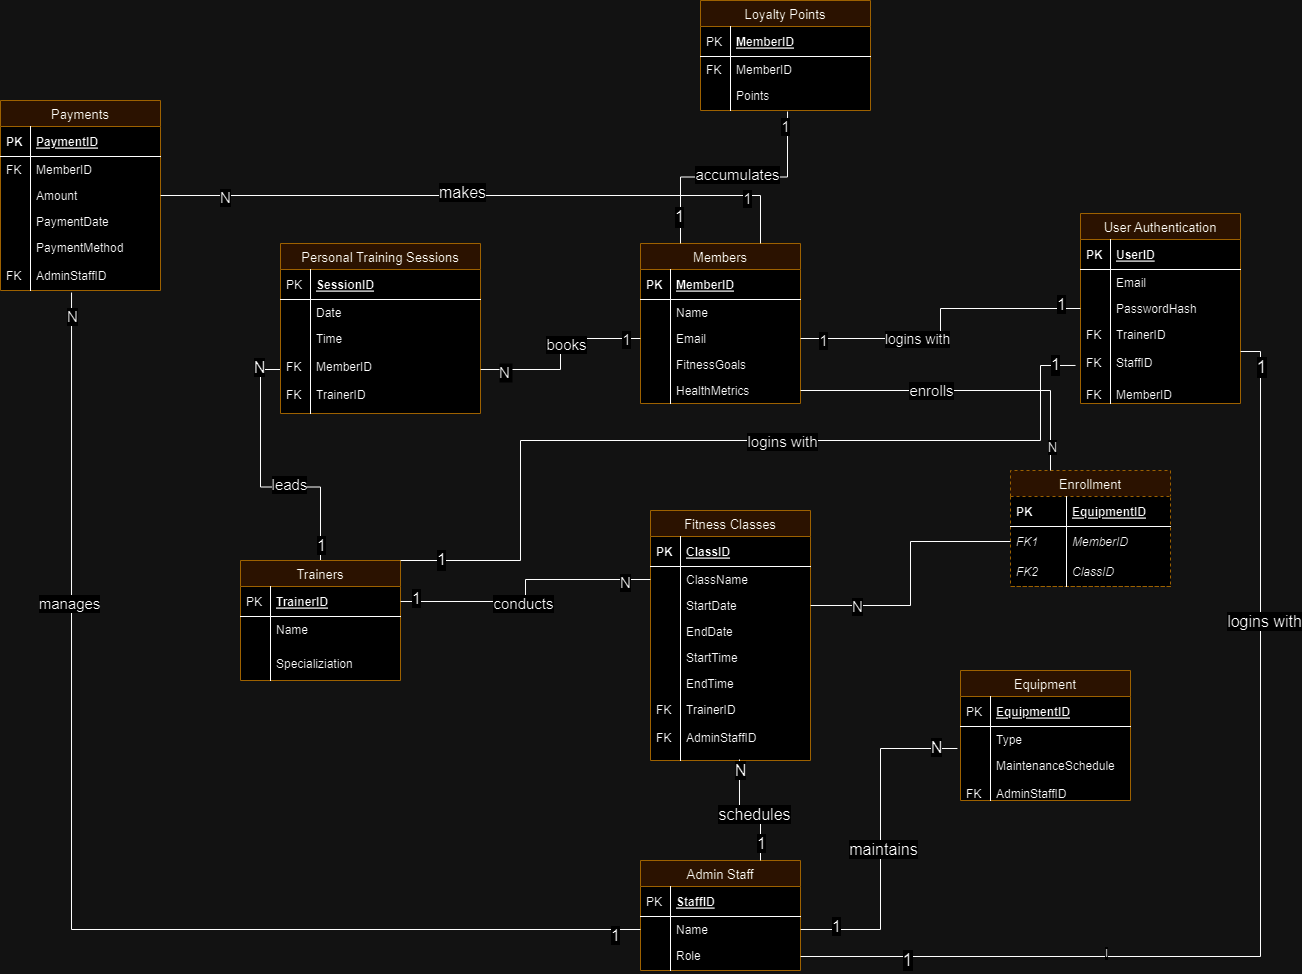 Loyalty Points
PK MemberID
FK MemberID
Points
1
accumulates
1
Payments
PK PaymentID
FK MemberID
Amount
PaymentDate
PaymentMethod
FK AdminStaffID
N
makes
1
N
manages
1
Personal Training Sessions
PK SessionID
Date
Time
FK MemberID
FK TrainerID
N
books
1
N
leads
1
Members
PK MemberID
Name
Email
FitnessGoals
HealthMetrics
1
logins with
1
enrolls
N
User Authentication
PK UserID
Email
PasswordHash
FK TrainerID
FK StaffID
FK MemberID
1
logins with
1
1
logins with
1
Enrollment
PK EquipmentID
FK1 MemberID
FK2 ClassID
N
Trainers
PK TrainerID
Name
Specializiation
1
conducts
N
Fitness Classes
PK ClassID
ClassName
StartDate
EndDate
StartTime
EndTime
FK TrainerID
FK AdminStaffID
N
schedules
1
Equipment
PK EquipmentID
Type
MaintenanceSchedule
FK AdminStaffID
N
maintains
1
Admin Staff
PK StaffID
Name
Role